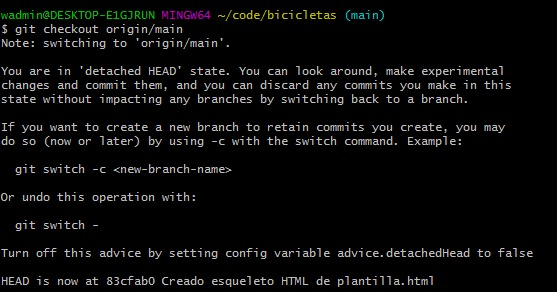 wadmin@DESKTOP-E1GJRUN MINGW64 ~/code/bicicletas (main)
$ git checkout origin/main
Note: switching to 'origin/main'.
You are in 'detached HEAD' state. You can look around, make experimental
changes and commit them, and you can discard any commits you make in this
state without impacting any branches by switching back to a branch.
If you want to create a new branch to retain commits you create, you may
do so (now or later) by using -c with the switch command. Example:
git switch -c <new-branch-name>
Or undo this operation with:
git switch -
Turn off this advice by setting config variable advice.detachedHead to false
HEAD is now at 83cfab0 Creado esqueleto HTML de plantilla.html